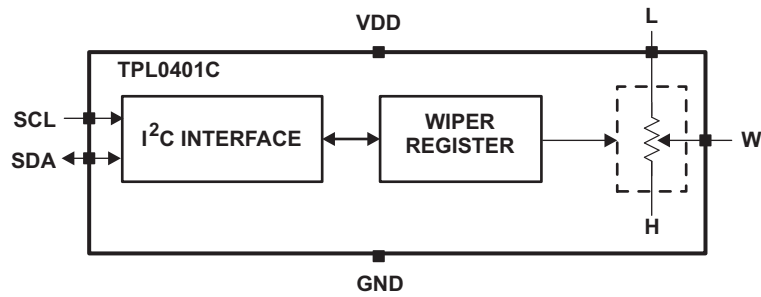 L
VDD
TPL0401C
SCL
SDA
I²C INTERFACE
WIPER
REGISTER
W
H
GND